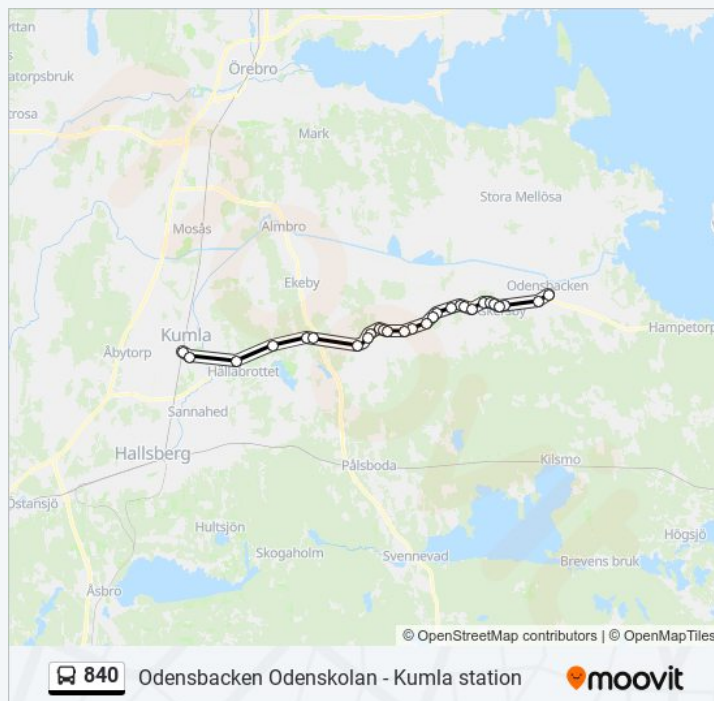 yttan
Örebro
atorpsbruk
trosa
Mark
Stora Mellösa
Mosås
Almbro
Ekeby
Odensbacken
Kumla
Hampetorp
Åbytorp
Hällabrottet
Sannahed
Hallsberg
Pålsboda
Kilsmo
Östansjö
Hultsjön
Högsjö
Skogaholm
Svennevad
Brevens bruk
Åsbro
© OpenStreetMap contributors | © OpenMapTiles
840 Odensbacken Odenskolan - Kumla station moovit